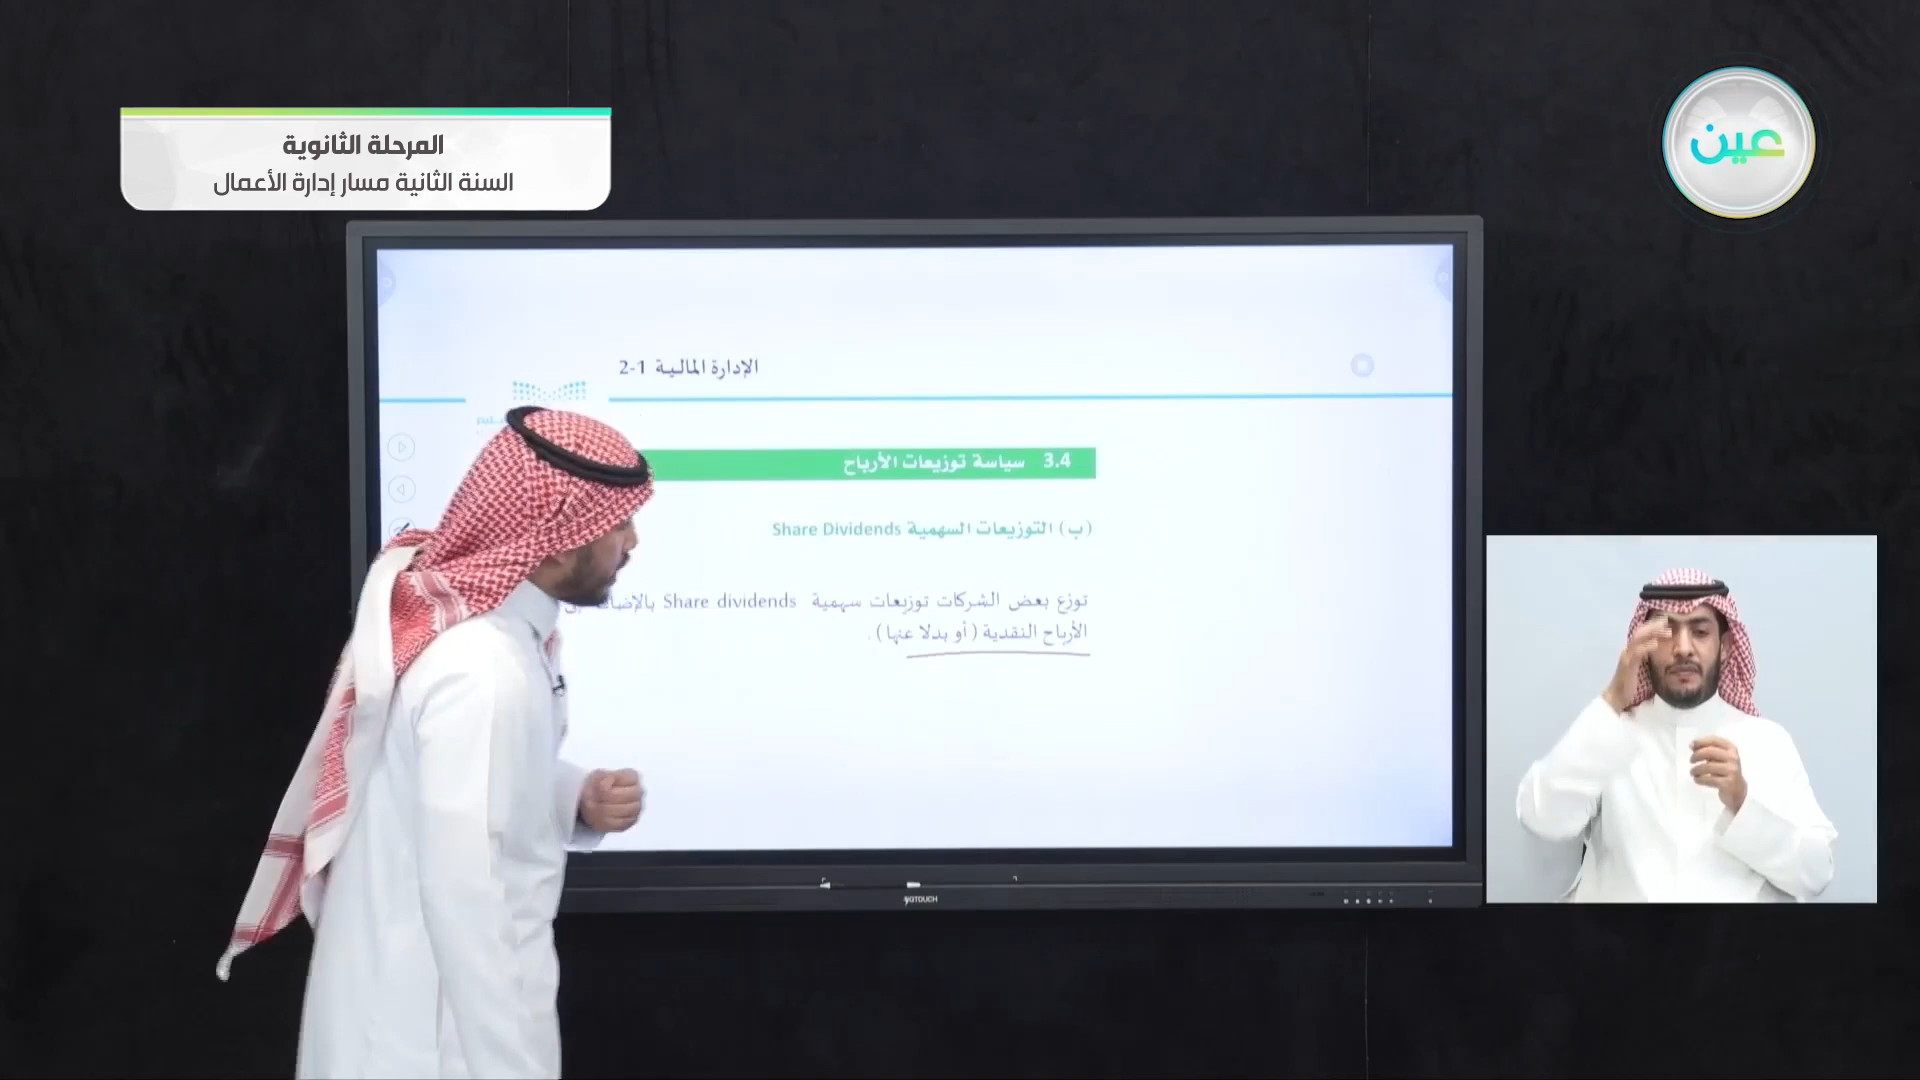 المرحلة الثانوية
السنة الثانية مسار إدارة الأعمال
عين
الإدارة المالية 1-2
3.4 سياسة توزيعات الأرباح
(ب) التوزيعات السهمية Share Dividends
توزع بعض الشركات توزيعات سهمية Share dividends
الأرباح النقدية (أو بدلا عنها).